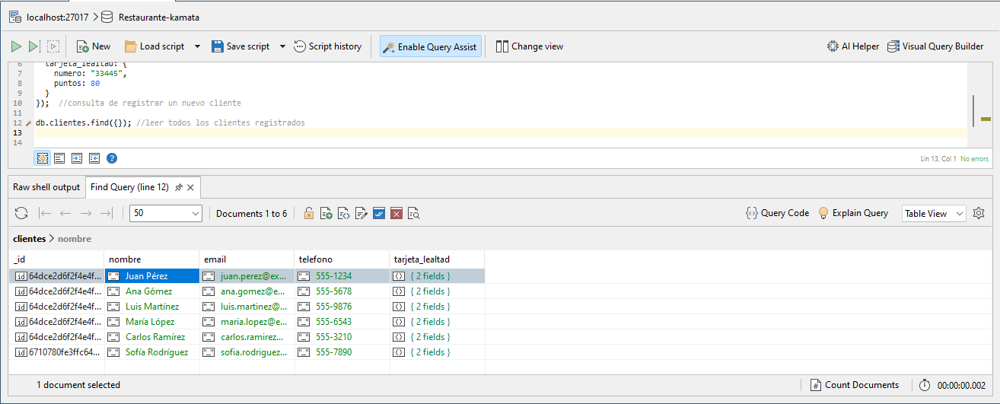 localhost:27017 > Restaurante-kamata
New Load script Save script Script history Enable Query Assist Change view AI Helper Visual Query Builder
6 tarjeta_lealtad: {
7 numero: "33445",
8 puntos: 80
9 }
10 }); //consulta de registrar un nuevo cliente
11
12 db.clientes.find({}); //leer todos los clientes registrados
13
14
Lin 13, Col 1 No errors
Raw shell output Find Query (line 12)
50 Documents 1 to 6 Query Code Explain Query Table View
clientes > nombre
_id nombre email telefono tarjeta_lealtad
id 64dce2d6f2f4e4f... "_" Juan Pérez "_" juan.perez@ex... "_" 555-1234 { 2 fields }
id 64dce2d6f2f4e4f... "_" Ana Gómez "_" ana.gomez@e... "_" 555-5678 { 2 fields }
id 64dce2d6f2f4e4f... "_" Luis Martínez "_" luis.martinez@... "_" 555-9876 { 2 fields }
id 64dce2d6f2f4e4f... "_" María López "_" maria.lopez@e... "_" 555-6543 { 2 fields }
id 64dce2d6f2f4e4f... "_" Carlos Ramírez "_" carlos.ramirez... "_" 555-3210 { 2 fields }
id 6710780fe3ffc64... "_" Sofía Rodríguez "_" sofia.rodriguez... "_" 555-7890 { 2 fields }
1 document selected Count Documents 00:00:00.002